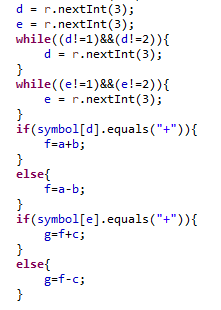 d = r.nextInt(3);
e = r.nextInt(3);
while((d!=1)&&(d!=2)){
    d = r.nextInt(3);
}
while((e!=1)&&(e!=2)){
    e = r.nextInt(3);
}
if(symbol[d].equals("+")){
    f=a+b;
}
else{
    f=a-b;
}
if(symbol[e].equals("+")){
    g=f+c;
}
else{
    g=f-c;
}